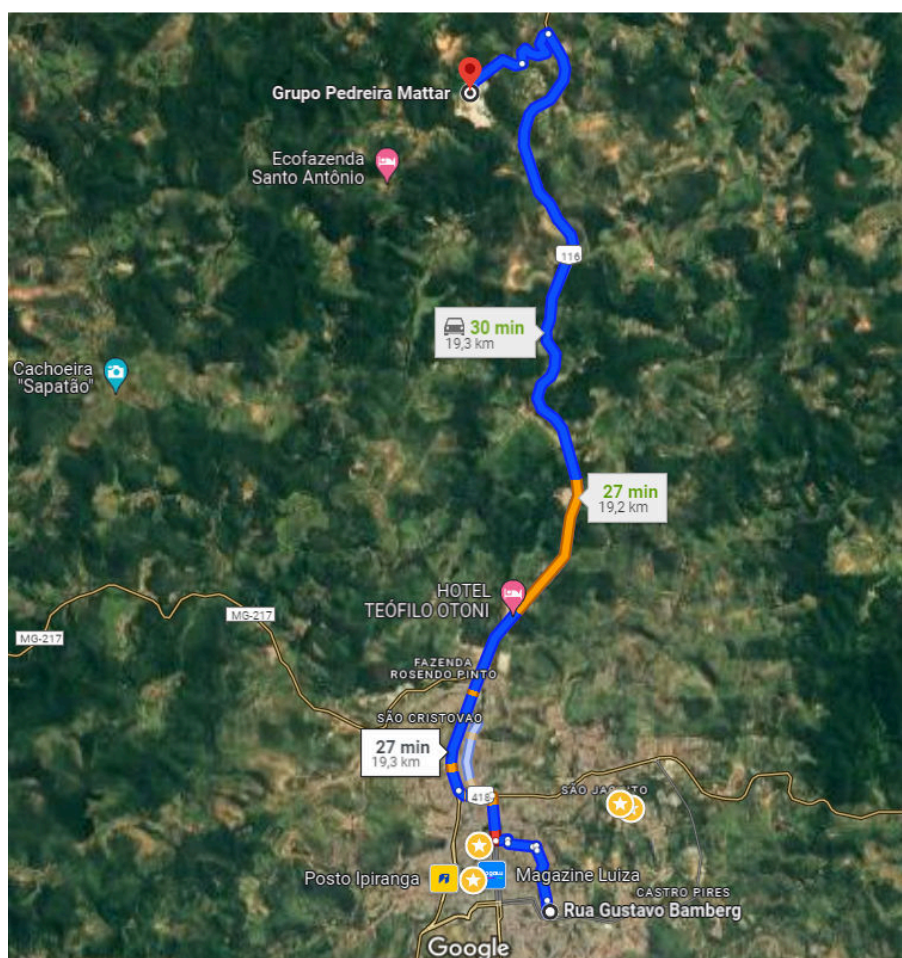 Grupo Pedreira Mattar
Ecofazenda
Santo Antônio
116
30 min
19,3 km
Cachoeira
"Sapatão"
27 min
19,2 km
HOTEL
TEÓFILO OTONI
MG-217
MG-217
FAZENDA
ROSENDO PINTO
SÃO CRISTOVAO
27 min
19,3 km
418
SÃO JACINTO
Posto Ipiranga
Magazine Luiza
CASTRO PIRES
Rua Gustavo Bamberg
Google